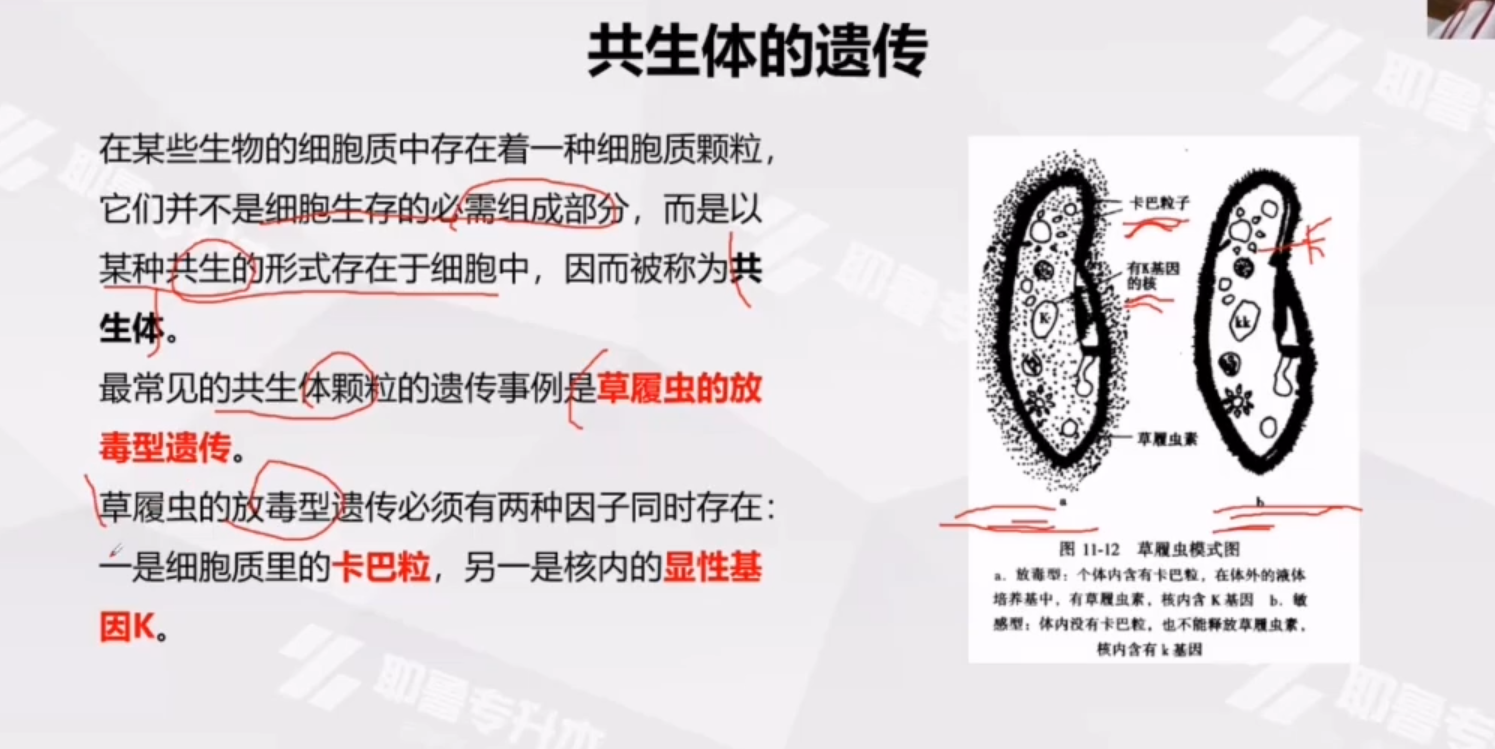 共生体的遗传
在某些生物的细胞质中存在着一种细胞质颗粒，
它们并不是细胞生存的必需组成部分，而是以
某种共生的形式存在于细胞中，因而被称为共
生体。
最常见的共生体颗粒的遗传事例是草履虫的放
毒型遗传。
草履虫的放毒型遗传必须有两种因子同时存在：
一是细胞质里的卡巴粒，另一是核内的显性基
因K。
卡巴粒子
有K基因
的核
K
kk
草履虫素
a
b
图 11-12 草履虫模式图
a. 放毒型：个体内含有卡巴粒，在体外的液体
培养基中，有草履虫素，核内含 K 基因 b. 敏
感型：体内没有卡巴粒，也不能释放草履虫素，
核内含有 k 基因